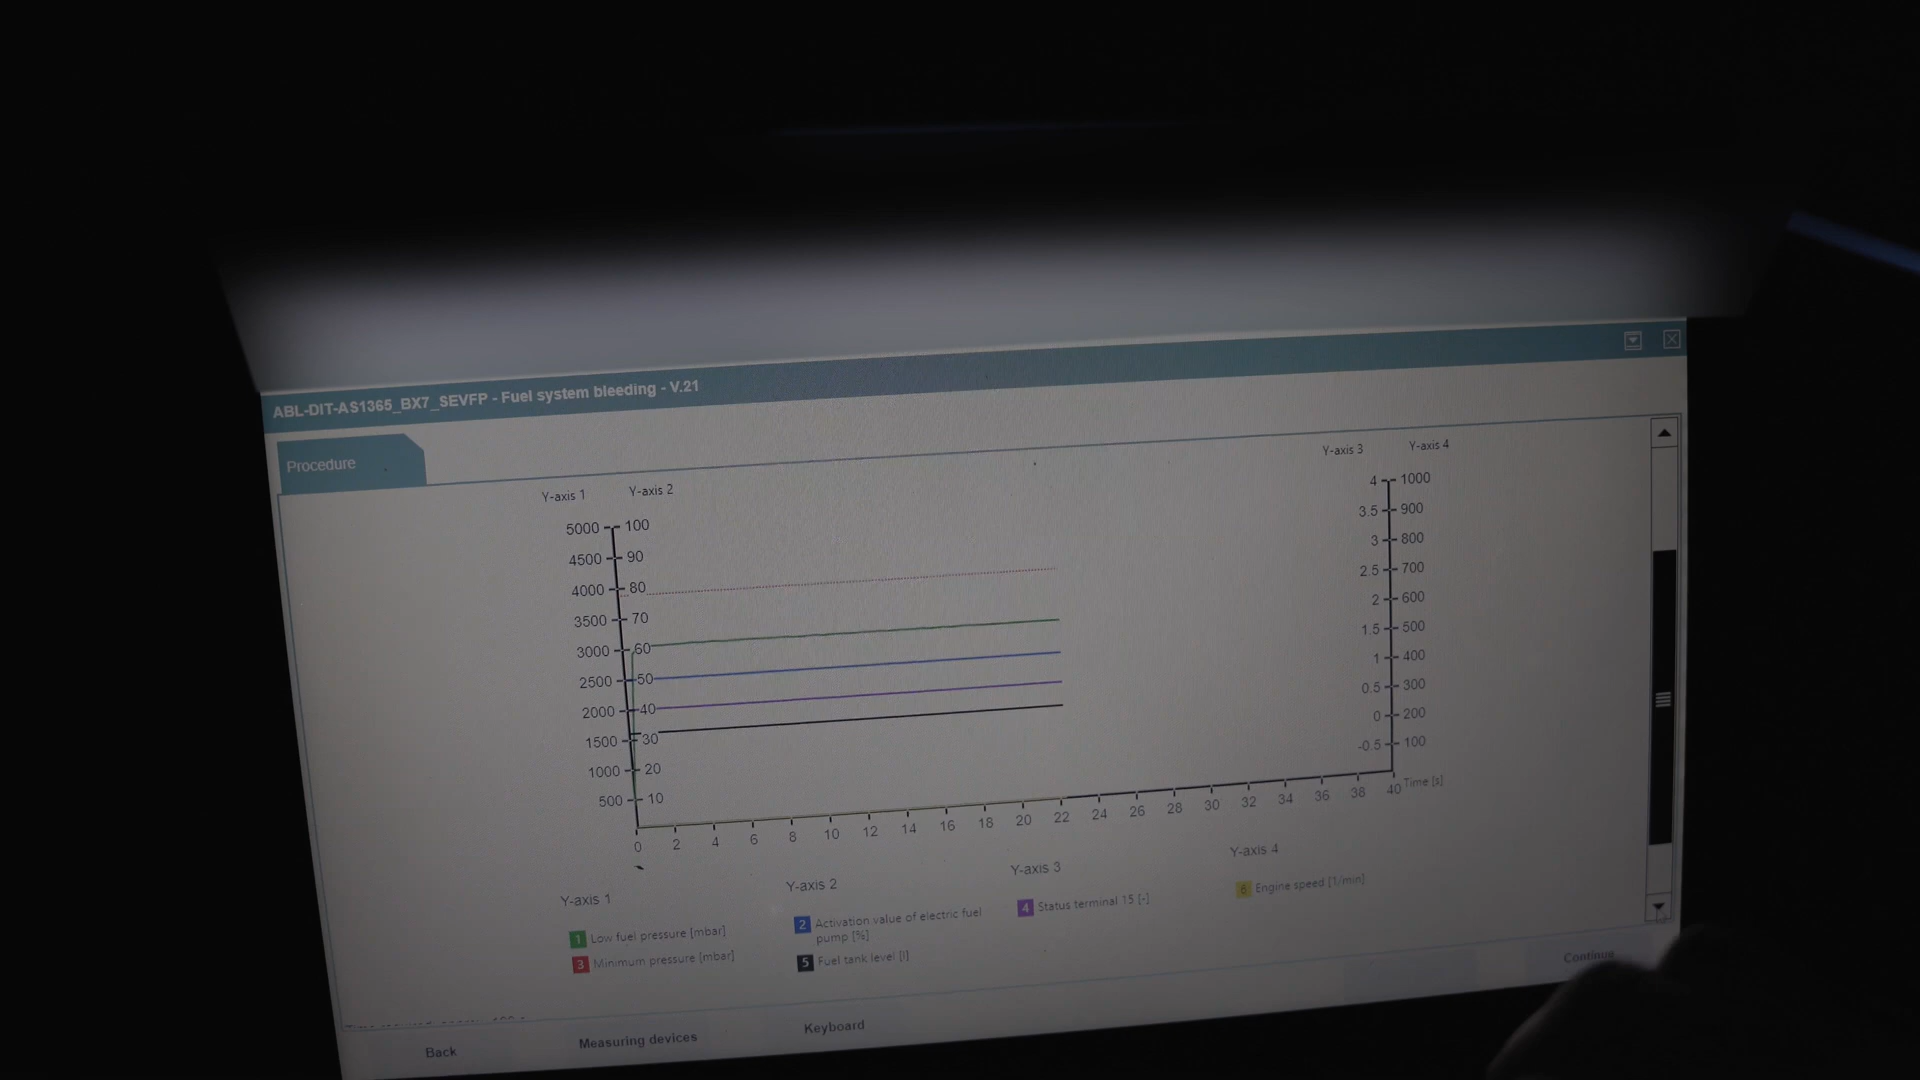 ABL-DIT-AS1365_BX7_SEVFP - Fuel system bleeding - V.21
Procedure
Y-axis 1 Y-axis 2 Y-axis 3 Y-axis 4
5000 100 4 1000
4500 90 3.5 900
4000 80 3 800
3500 70 2.5 700
3000 60 2 600
2500 50 1.5 500
2000 40 1 400
1500 30 0.5 300
1000 20 0 200
500 10 -0.5 100
0 2 4 6 8 10 12 14 16 18 20 22 24 26 28 30 32 34 36 38 40 Time [s]
Y-axis 1 Y-axis 2 Y-axis 3 Y-axis 4
1 Low fuel pressure [mbar]
3 Minimum pressure [mbar]
2 Activation value of electric fuel
pump [%]
5 Fuel tank level [l]
4 Status terminal 15 [-]
6 Engine speed [1/min]
Back Measuring devices Keyboard Continue